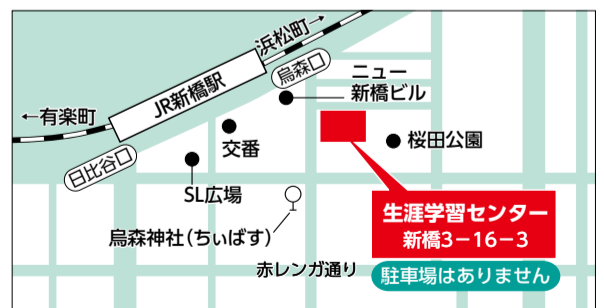 浜松町→
烏森口
ニュー
新橋ビル
JR新橋駅
←有楽町
日比谷口
交番
桜田公園
SL広場
烏森神社(ちぃばす)
生涯学習センター
新橋3-16-3
赤レンガ通り
駐車場はありません